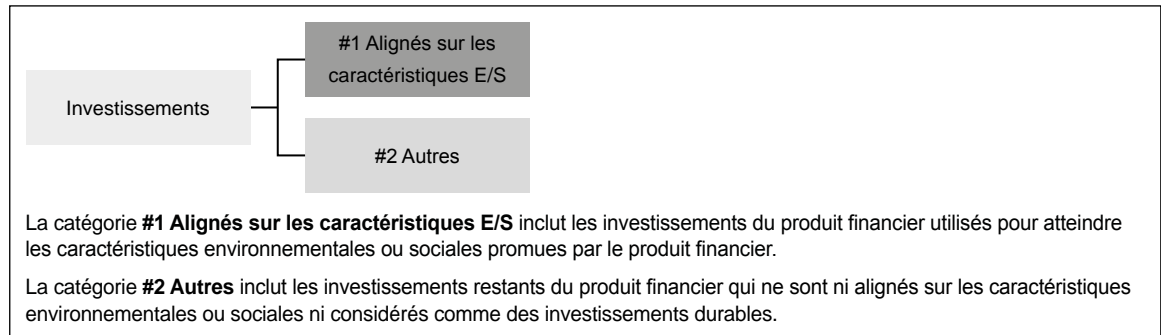 #1 Alignés sur les
caractéristiques E/S
Investissements
#2 Autres
La catégorie #1 Alignés sur les caractéristiques E/S inclut les investissements du produit financier utilisés pour atteindre
les caractéristiques environnementales ou sociales promues par le produit financier.
La catégorie #2 Autres inclut les investissements restants du produit financier qui ne sont ni alignés sur les caractéristiques
environnementales ou sociales ni considérés comme des investissements durables.